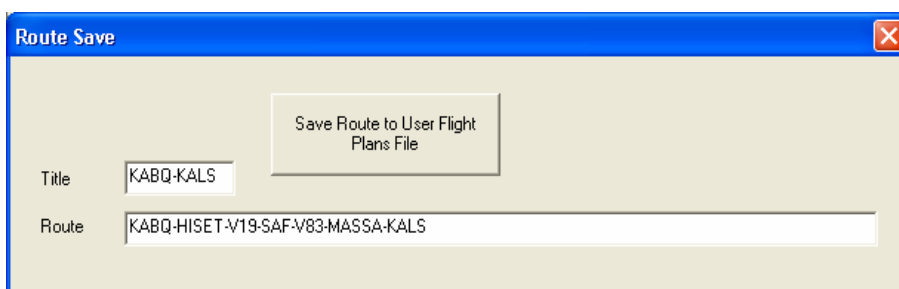 Route Save
Save Route to User Flight
Plans File
Title KABQ-KALS
Route KABQ-HISET-V19-SAF-V83-MASSA-KALS